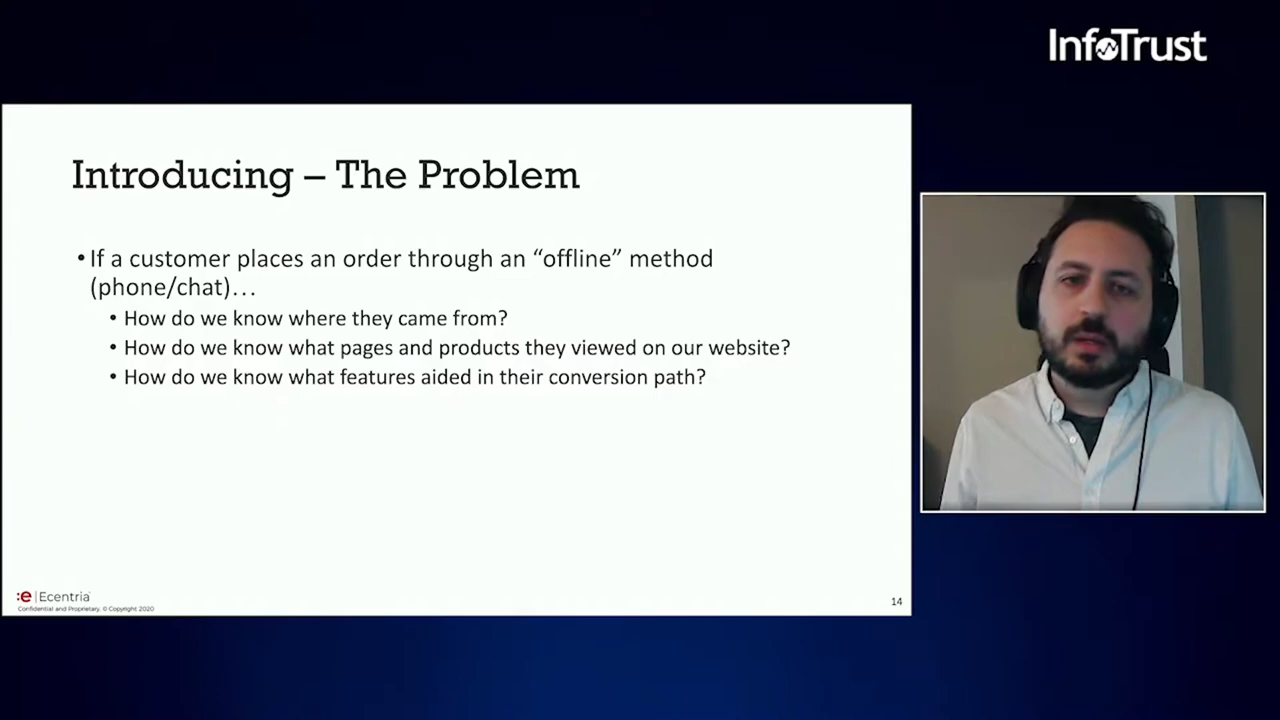 InfoTrust
Introducing – The Problem
• If a customer places an order through an “offline” method
(phone/chat)…
• How do we know where they came from?
• How do we know what pages and products they viewed on our website?
• How do we know what features aided in their conversion path?
:e | Ecentria
Confidential and Proprietary. © Copyright 2020
14